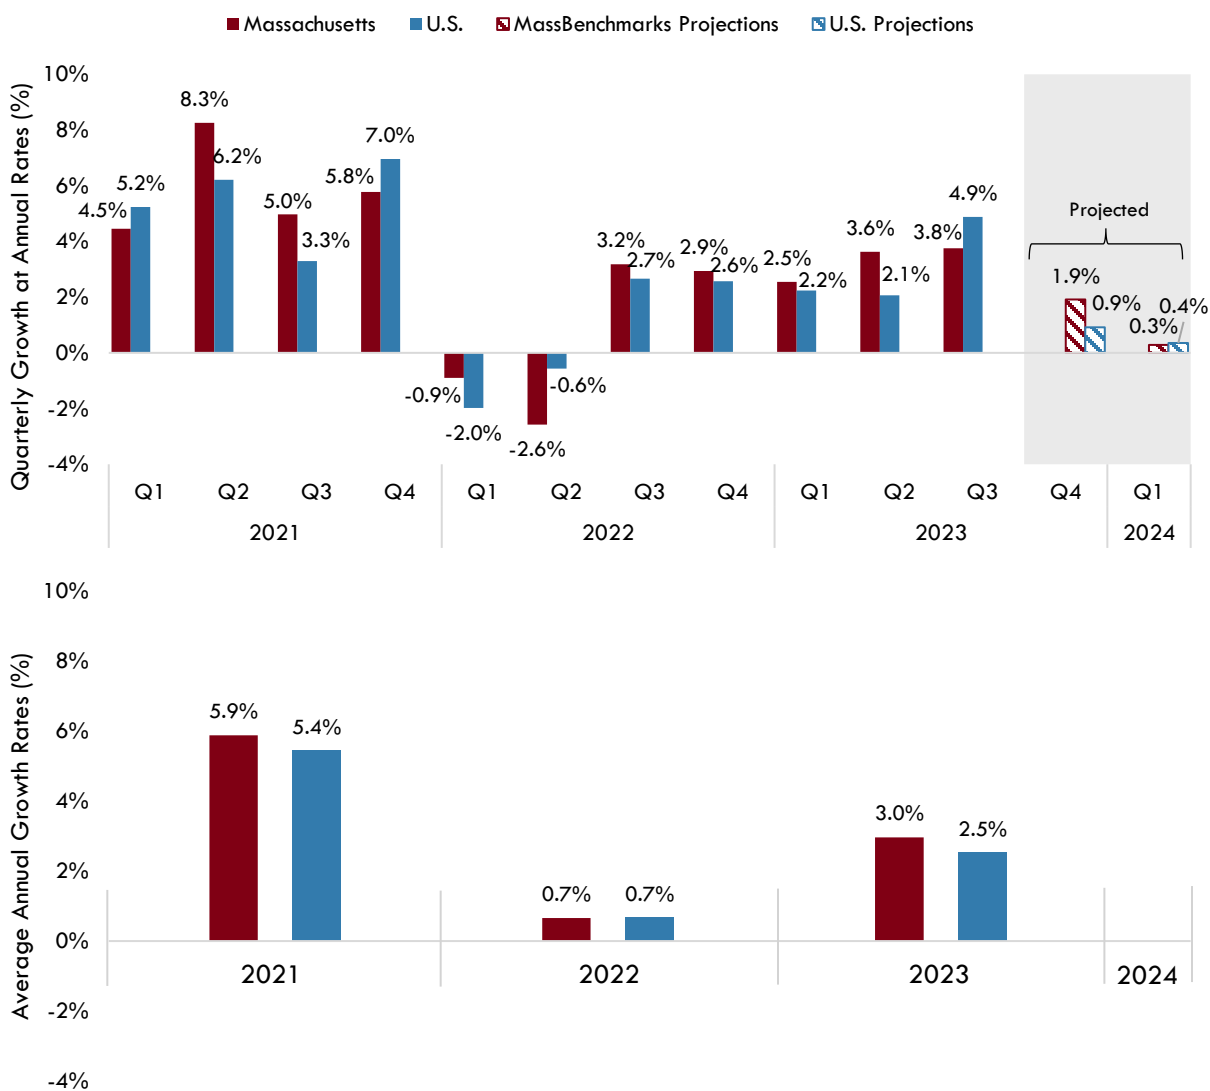 Massachusetts U.S. MassBenchmarks Projections U.S. Projections
Quarterly Growth at Annual Rates (%)
10%
8%
6%
4%
2%
0%
-2%
-4%
4.5% 5.2% 8.3% 6.2% 5.0% 3.3% 5.8% 7.0%
-0.9% -2.0% -2.6% -0.6% 3.2% 2.7% 2.9% 2.6%
2.5% 2.2% 3.6% 2.1% 3.8% 4.9%
Projected
1.9% 0.9% 0.3% 0.4%
Q1 Q2 Q3 Q4 Q1 Q2 Q3 Q4 Q1 Q2 Q3 Q4 Q1
2021 2022 2023 2024
Average Annual Growth Rates (%)
10%
8%
6%
4%
2%
0%
-2%
-4%
5.9% 5.4% 0.7% 0.7% 3.0% 2.5%
2021 2022 2023 2024